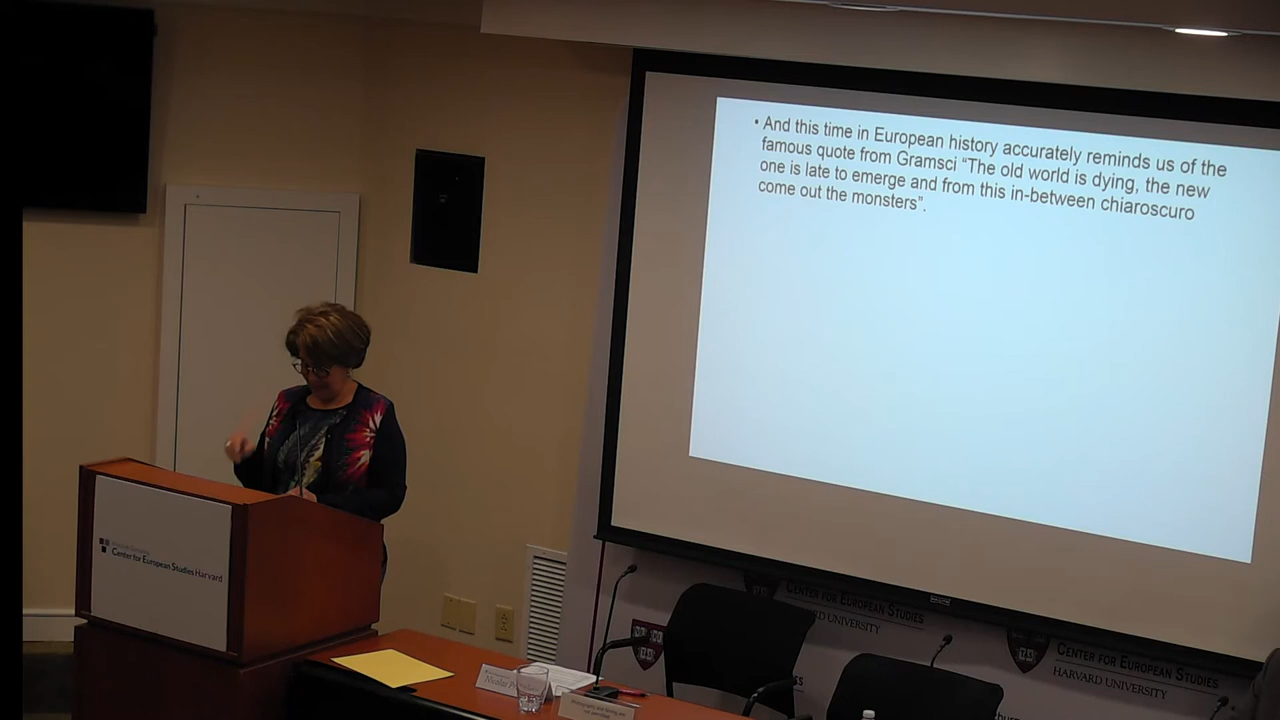 • And this time in European history accurately reminds us of the
famous quote from Gramsci “The old world is dying, the new
one is late to emerge and from this in-between chiaroscuro
come out the monsters”.
Center for European Studies Harvard
CENTER FOR EUROPEAN STUDIES
UNIVERSITY
CENTER FOR EUROPEAN STUDIES
HARVARD UNIVERSITY
Nicolas